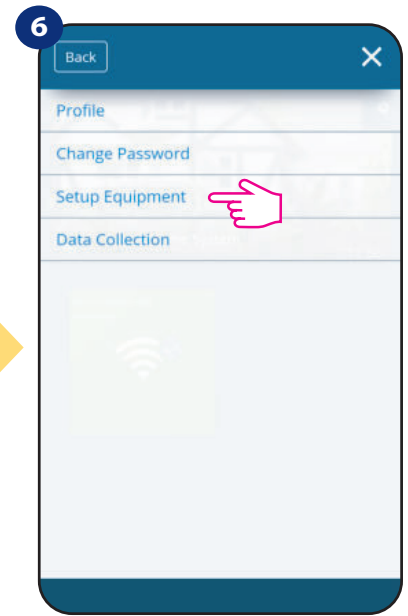 6
Back
Profile
Change Password
Setup Equipment
Data Collection